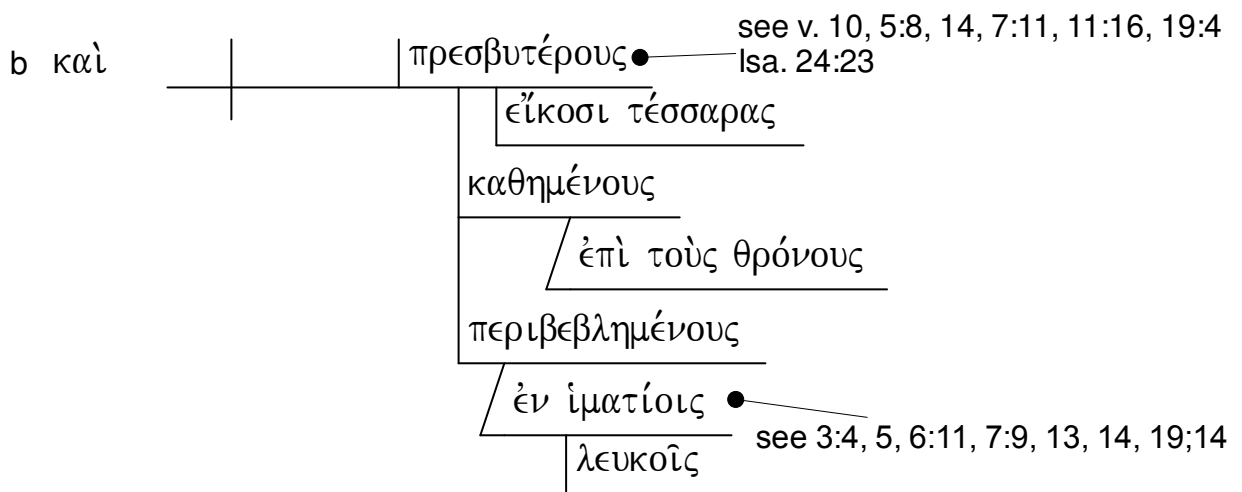 see v. 10, 5:8, 14, 7:11, 11:16, 19:4
b καὶ πρεσβυτέρους
Isa. 24:23
εἴκοσι τέσσαρας
καθημένους
ἐπὶ τοὺς θρόνους
περιβεβλημένους
ἐν ἱματίοις
see 3:4, 5, 6:11, 7:9, 13, 14, 19;14
λευκοῖς